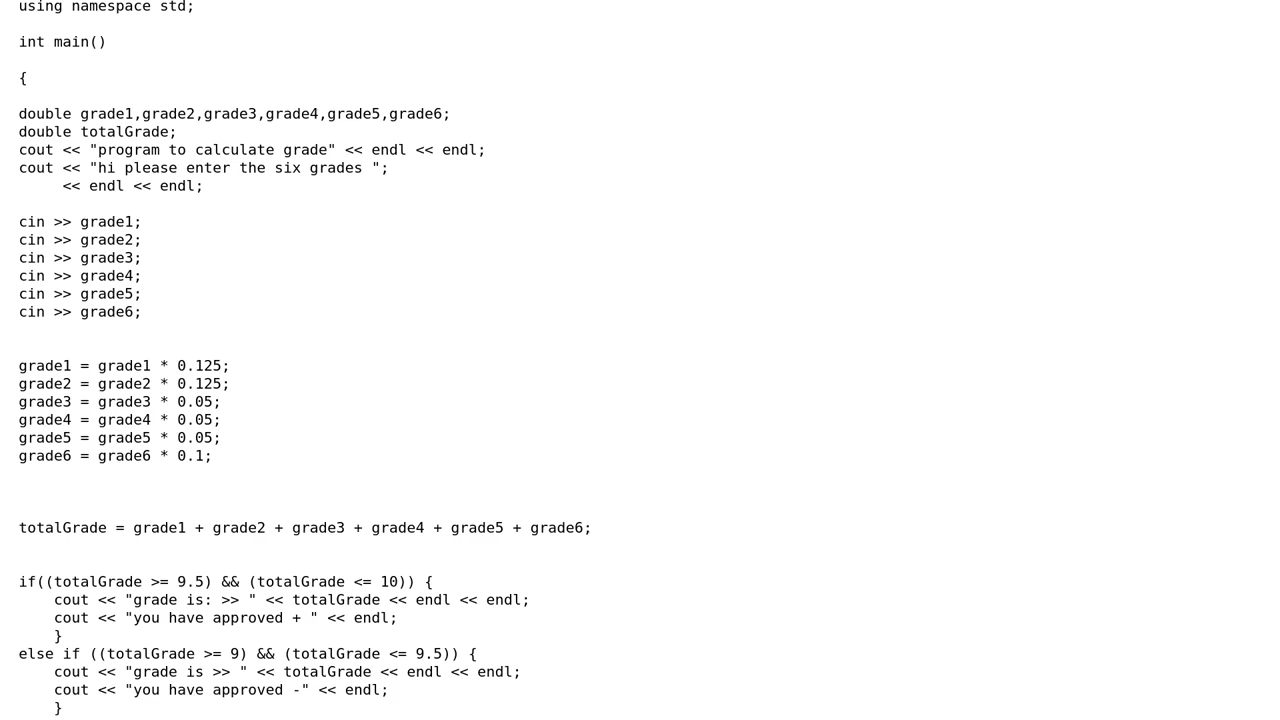 using namespace std;
int main()
{
double grade1,grade2,grade3,grade4,grade5,grade6;
double totalGrade;
cout << "program to calculate grade" << endl << endl;
cout << "hi please enter the six grades ";
     << endl << endl;
cin >> grade1;
cin >> grade2;
cin >> grade3;
cin >> grade4;
cin >> grade5;
cin >> grade6;
grade1 = grade1 * 0.125;
grade2 = grade2 * 0.125;
grade3 = grade3 * 0.05;
grade4 = grade4 * 0.05;
grade5 = grade5 * 0.05;
grade6 = grade6 * 0.1;
totalGrade = grade1 + grade2 + grade3 + grade4 + grade5 + grade6;
if((totalGrade >= 9.5) && (totalGrade <= 10)) {
    cout << "grade is: >> " << totalGrade << endl << endl;
    cout << "you have approved + " << endl;
    }
else if ((totalGrade >= 9) && (totalGrade <= 9.5)) {
    cout << "grade is >> " << totalGrade << endl << endl;
    cout << "you have approved -" << endl;
    }